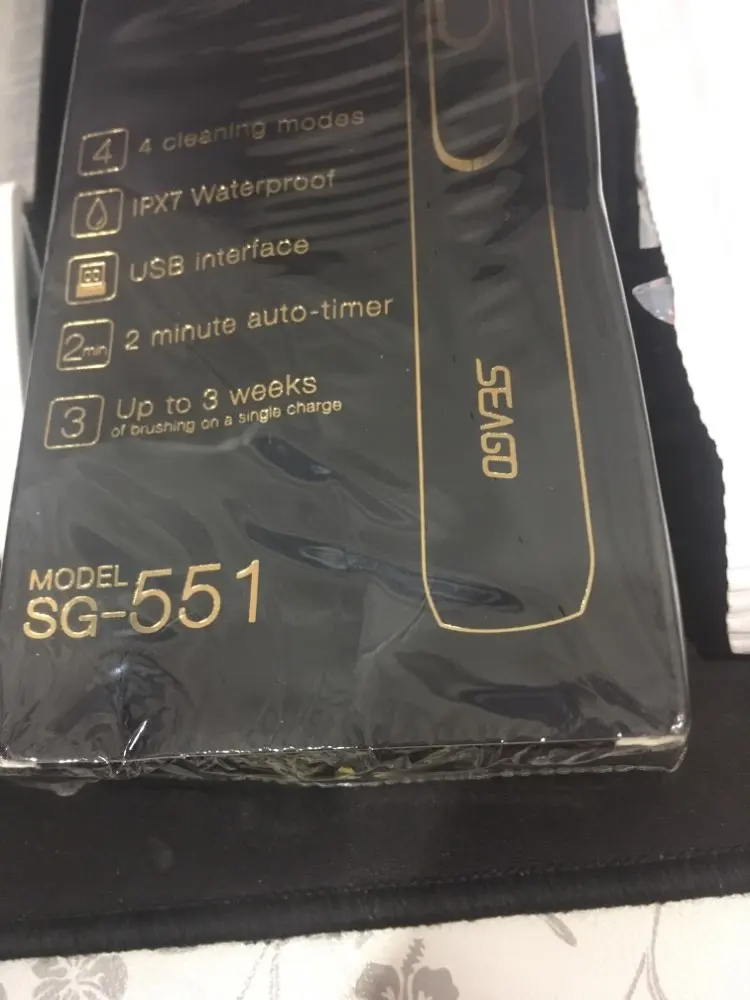 4 4 cleaning modes
IPX7 Waterproof
USB interface
2min 2 minute auto-timer
3 Up to 3 weeks
of brushing on a single charge
SEAGO
MODEL
SG-551